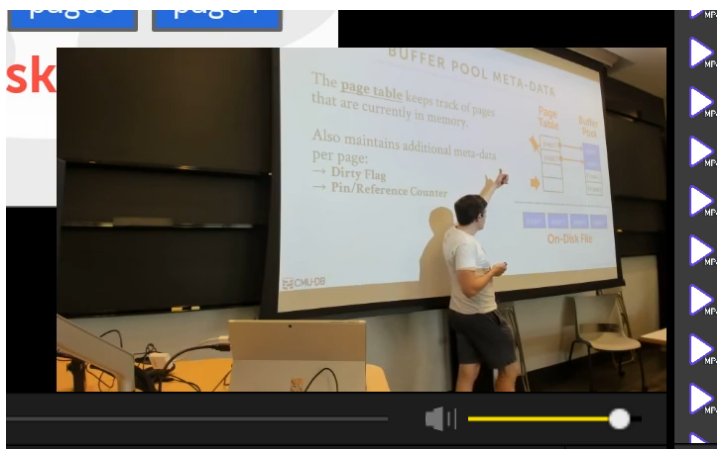 sk
BUFFER POOL META-DATA
The page table keeps track of pages
that are currently in memory.
Also maintains additional meta-data
per page:
→ Dirty Flag
→ Pin/Reference Counter
Page
Table
Buffer
Pool
On-Disk File
CMU-DB